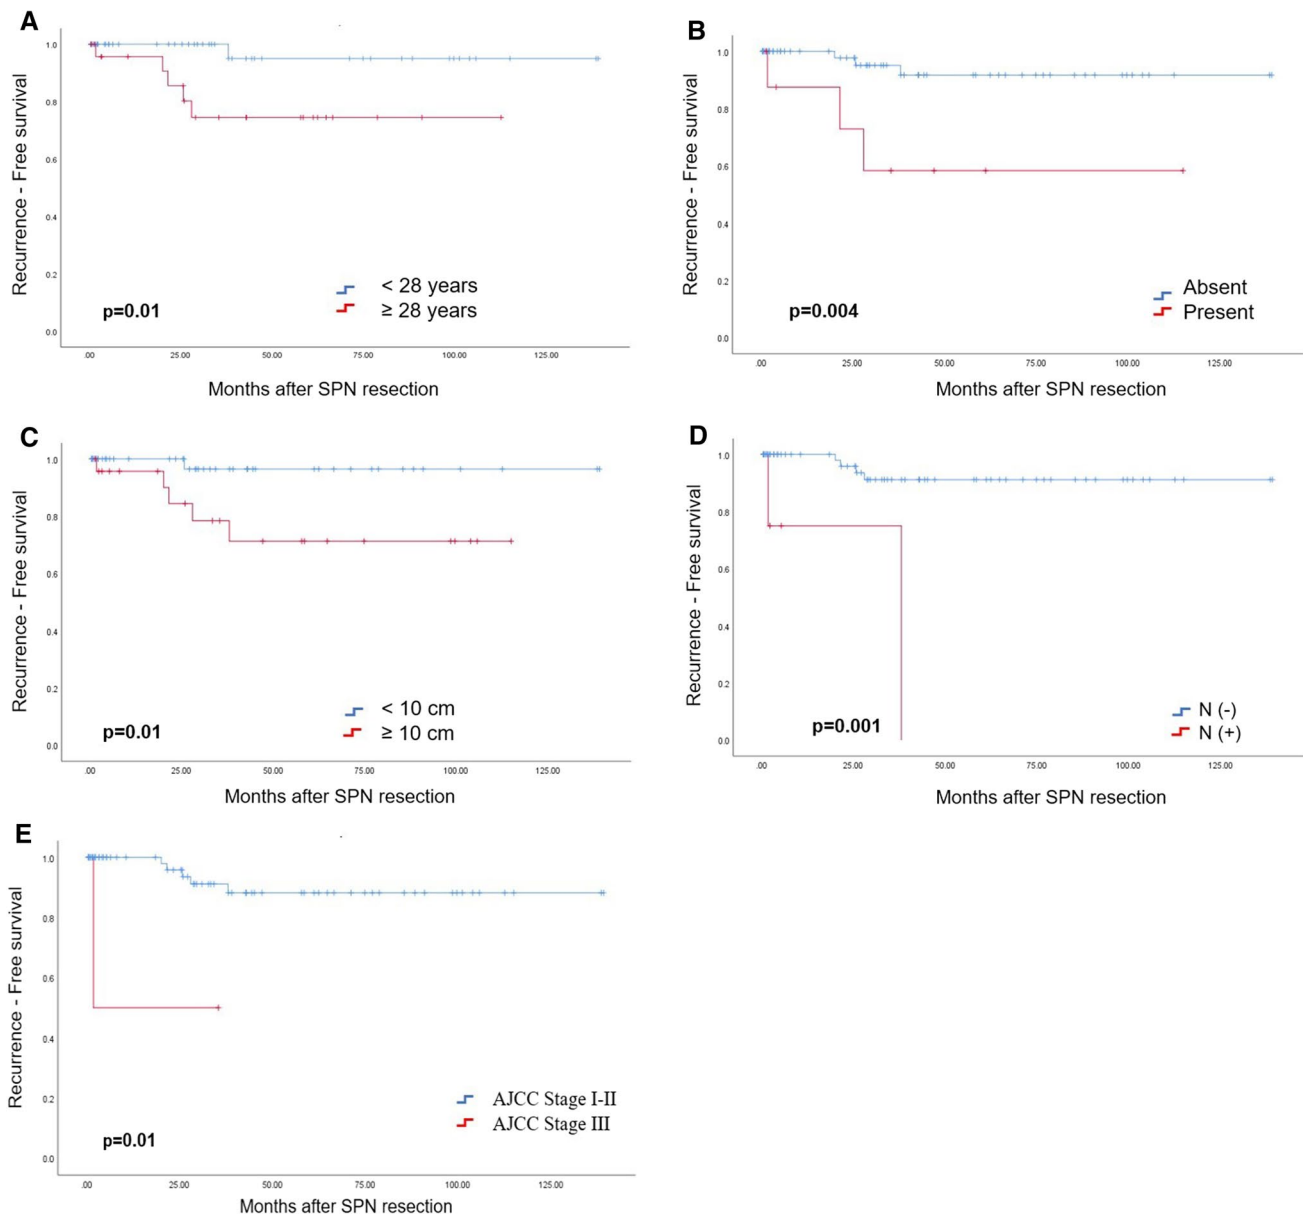 A
Recurrence - Free survival
1.0
0.8
0.6
0.4
0.2
0.0
< 28 years
≥ 28 years
p=0.01
.00 25.00 50.00 75.00 100.00 125.00
Months after SPN resection
B
Recurrence - Free survival
1.0
0.8
0.6
0.4
0.2
0.0
Absent
Present
p=0.004
.00 25.00 50.00 75.00 100.00 125.00
Months after SPN resection
C
Recurrence - Free survival
1.0
0.8
0.6
0.4
0.2
0.0
< 10 cm
≥ 10 cm
p=0.01
.00 25.00 50.00 75.00 100.00 125.00
Months after SPN resection
D
Recurrence - Free survival
1.0
0.8
0.6
0.4
0.2
0.0
N (-)
N (+)
p=0.001
.00 25.00 50.00 75.00 100.00 125.00
Months after SPN resection
E
Recurrence - Free survival
1.0
0.8
0.6
0.4
0.2
0.0
AJCC Stage I-II
AJCC Stage III
p=0.01
.00 25.00 50.00 75.00 100.00 125.00
Months after SPN resection